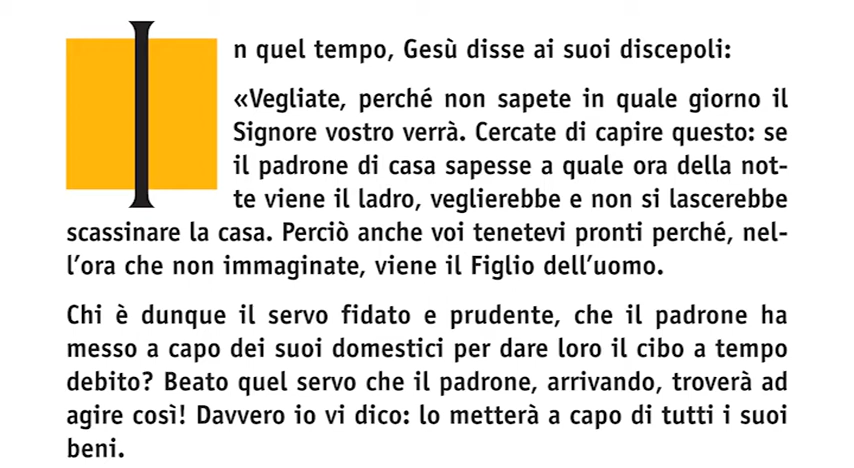 In quel tempo, Gesù disse ai suoi discepoli:
«Vegliate, perché non sapete in quale giorno il
Signore vostro verrà. Cercate di capire questo: se
il padrone di casa sapesse a quale ora della not-
te viene il ladro, veglierebbe e non si lascerebbe
scassinare la casa. Perciò anche voi tenetevi pronti perché, nel-
l’ora che non immaginate, viene il Figlio dell’uomo.
Chi è dunque il servo fidato e prudente, che il padrone ha
messo a capo dei suoi domestici per dare loro il cibo a tempo
debito? Beato quel servo che il padrone, arrivando, troverà ad
agire così! Davvero io vi dico: lo metterà a capo di tutti i suoi
beni.